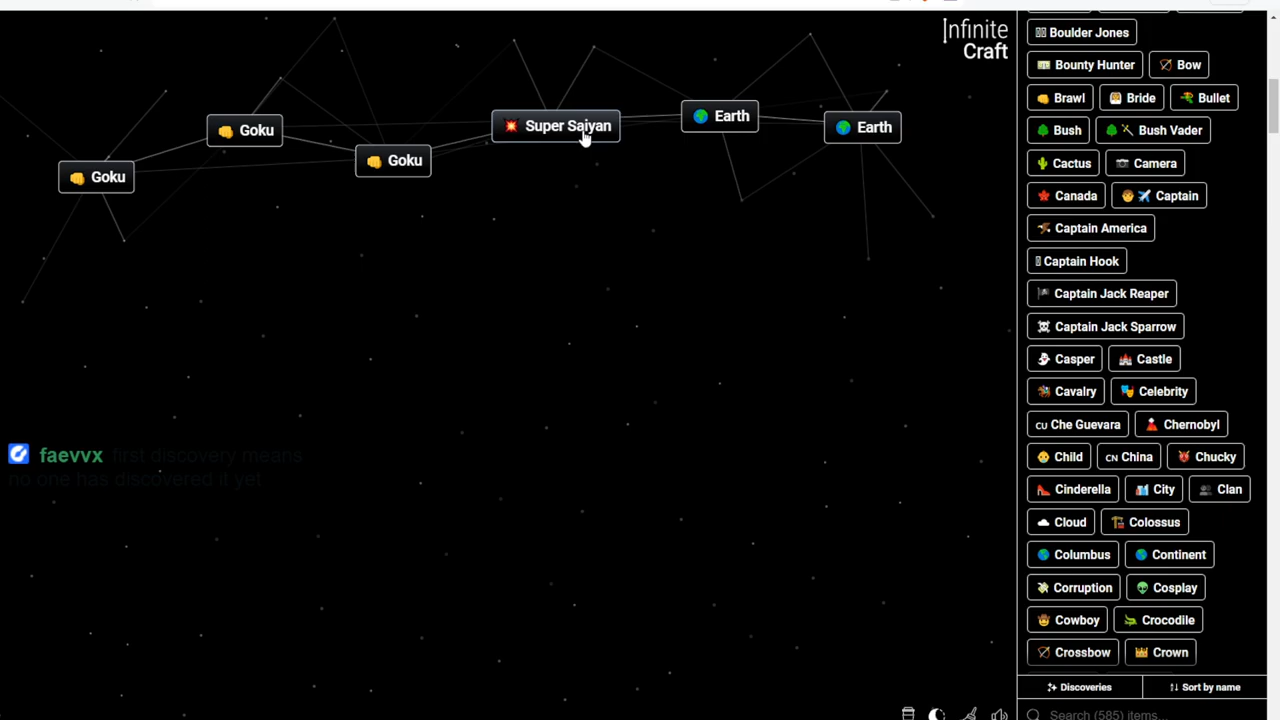 Infinite
Craft
Goku
Goku
Goku
Super Saiyan
Earth
Earth
faevvx first discovery means
no one has discovered it yet
Boulder Jones
Bounty Hunter
Bow
Brawl
Bride
Bullet
Bush
Bush Vader
Cactus
Camera
Canada
Captain
Captain America
Captain Hook
Captain Jack Reaper
Captain Jack Sparrow
Casper
Castle
Cavalry
Celebrity
CU Che Guevara
Chernobyl
Child
CN China
Chucky
Cinderella
City
Clan
Cloud
Colossus
Columbus
Continent
Corruption
Cosplay
Cowboy
Crocodile
Crossbow
Crown
Discoveries
Sort by name
Search (585) items...